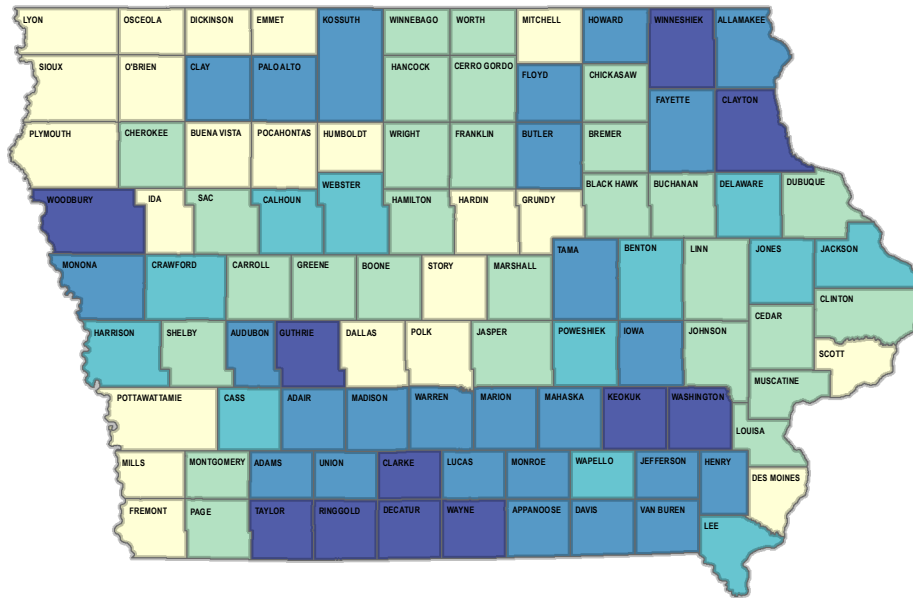 LYON
OSCEOLA
DICKINSON
EMMET
KOSSUTH
WINNEBAGO
WORTH
MITCHELL
HOWARD
WINNESHIEK
ALLAMAKEE
SIOUX
O'BRIEN
CLAY
PALO ALTO
HANCOCK
CERRO GORDO
FLOYD
CHICKASAW
FAYETTE
CLAYTON
PLYMOUTH
CHEROKEE
BUENA VISTA
POCAHONTAS
HUMBOLDT
WRIGHT
FRANKLIN
BUTLER
BREMER
WOODBURY
IDA
SAC
CALHOUN
WEBSTER
HAMILTON
HARDIN
GRUNDY
BLACK HAWK
BUCHANAN
DELAWARE
DUBUQUE
MONONA
CRAWFORD
CARROLL
GREENE
BOONE
STORY
MARSHALL
TAMA
BENTON
LINN
JONES
JACKSON
CLINTON
HARRISON
SHELBY
AUDUBON
GUTHRIE
DALLAS
POLK
JASPER
POWESHIEK
IOWA
JOHNSON
CEDAR
SCOTT
MUSCATINE
POTTAWATTAMIE
CASS
ADAIR
MADISON
WARREN
MARION
MAHASKA
KEOKUK
WASHINGTON
LOUISA
MILLS
MONTGOMERY
ADAMS
UNION
CLARKE
LUCAS
MONROE
WAPELLO
JEFFERSON
HENRY
DES MOINES
FREMONT
PAGE
TAYLOR
RINGGOLD
DECATUR
WAYNE
APPANOOSE
DAVIS
VAN BUREN
LEE